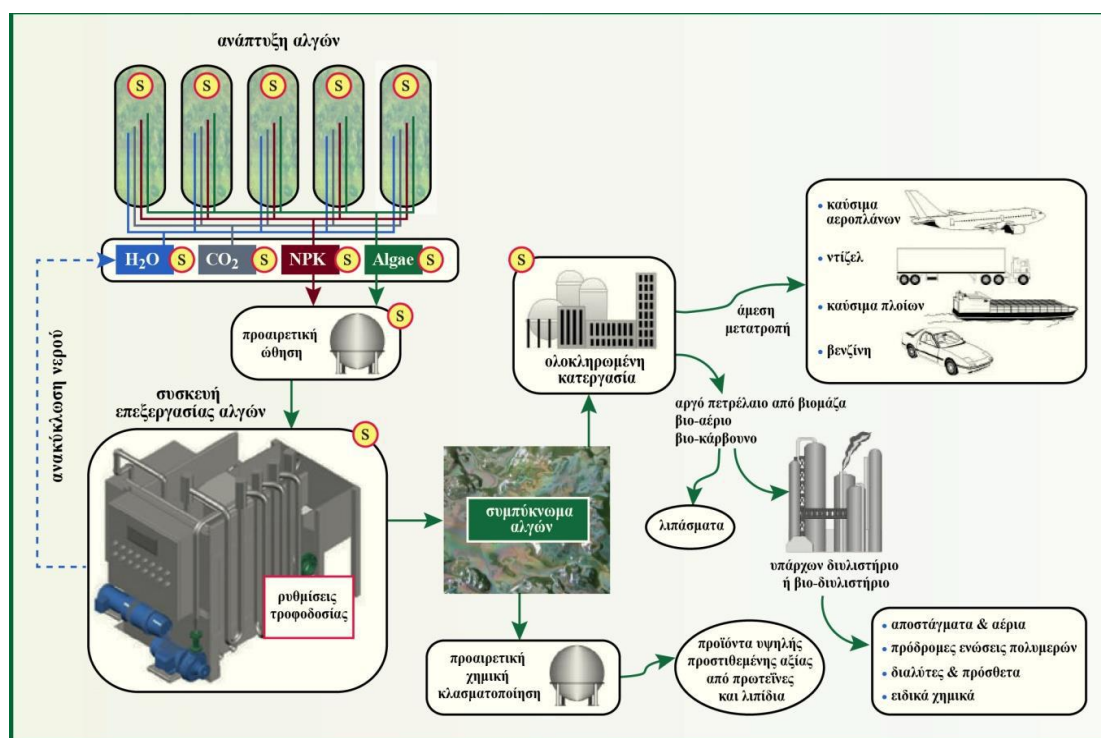 ανάπτυξη αλγών
S S S S S
H₂O S CO₂ S NPK S Algae S
ανακύκλωση νερού
S
προαιρετική
ώθηση
συσκευή
επεξεργασίας αλγών
S
ρυθμίσεις
τροφοδοσίας
συμπύκνωμα
αλγών
S
ολοκληρωμένη
κατεργασία
άμεση
μετατροπή
• καύσιμα
αεροπλάνων
• ντίζελ
• καύσιμα πλοίων
• βενζίνη
αργό πετρέλαιο από βιομάζα
βιο-αέριο
βιο-κάρβουνο
λιπάσματα
υπάρχων διυλιστήριο
ή βιο-διυλιστήριο
προαιρετική
χημική
κλασματοποίηση
προϊόντα υψηλής
προστιθεμένης αξίας
από πρωτεΐνες
και λιπίδια
• αποστάγματα & αέρια
• πρόδρομες ενώσεις πολυμερών
• διαλύτες & πρόσθετα
• ειδικά χημικά